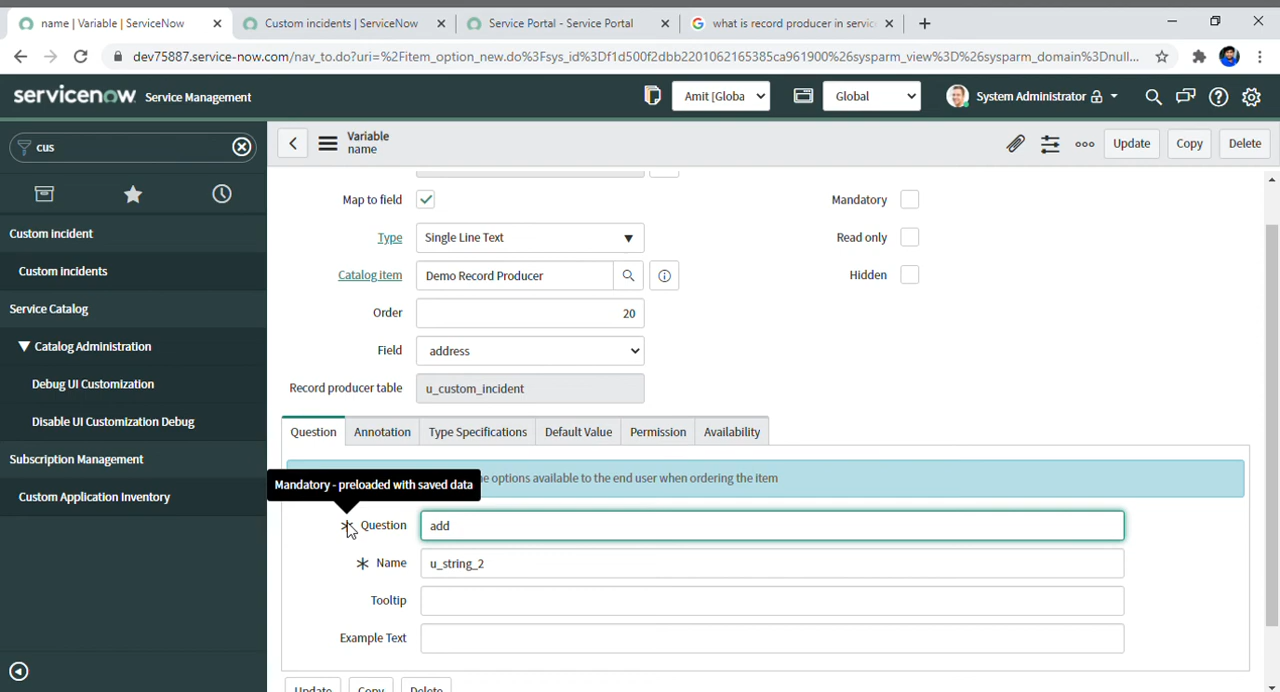 name | Variable | ServiceNow
Custom incidents | ServiceNow
Service Portal - Service Portal
what is record producer in servic
dev75887.service-now.com/nav_to.do?uri=%2Fitem_option_new.do%3Fsys_id%3Df1d500f2dbb2201062165385ca961900%26sysparm_view%3D%26sysparm_domain%3Dnull...
servicenow Service Management
Amit [Globa
Global
System Administrator
cus
Variable
name
Update
Copy
Delete
Custom Incident
Custom incidents
Service Catalog
Catalog Administration
Debug UI Customization
Disable UI Customization Debug
Subscription Management
Custom Application Inventory
Map to field
Mandatory
Type
Single Line Text
Read only
Catalog item
Demo Record Producer
Hidden
Order
20
Field
address
Record producer table
u_custom_incident
Question
Annotation
Type Specifications
Default Value
Permission
Availability
Mandatory - preloaded with saved data
e options available to the end user when ordering the item
Question
add
Name
u_string_2
Tooltip
Example Text
Update
Copy
Delete